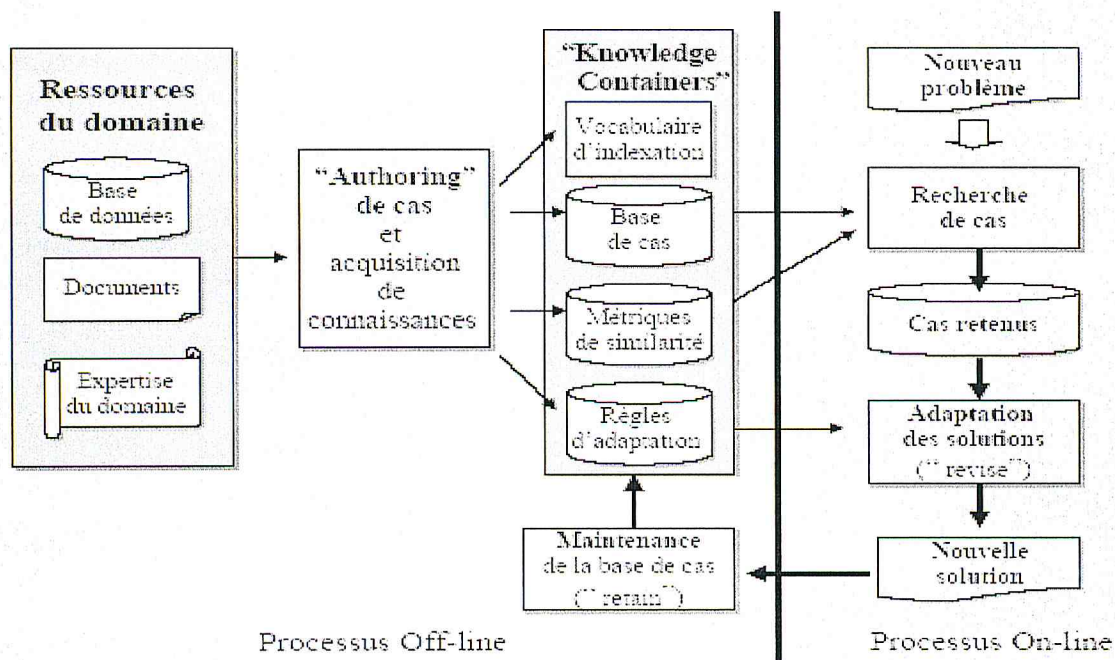 Ressources
du domaine
Base
de données
Documents
Expertise
du domaine
“Authoring”
de cas
et
acquisition
de
connaissances
“Knowledge
Containers”
Vocabulaire
d'indexation
Base
de cas
Métriques
de similarité
Règles
d'adaptation
Maintenance
de la base de cas
(“retain”)
Nouveau
problème
Recherche
de cas
Cas retenus
Adaptation
des solutions
(“revise”)
Nouvelle
solution
Processus Off-line
Processus On-line